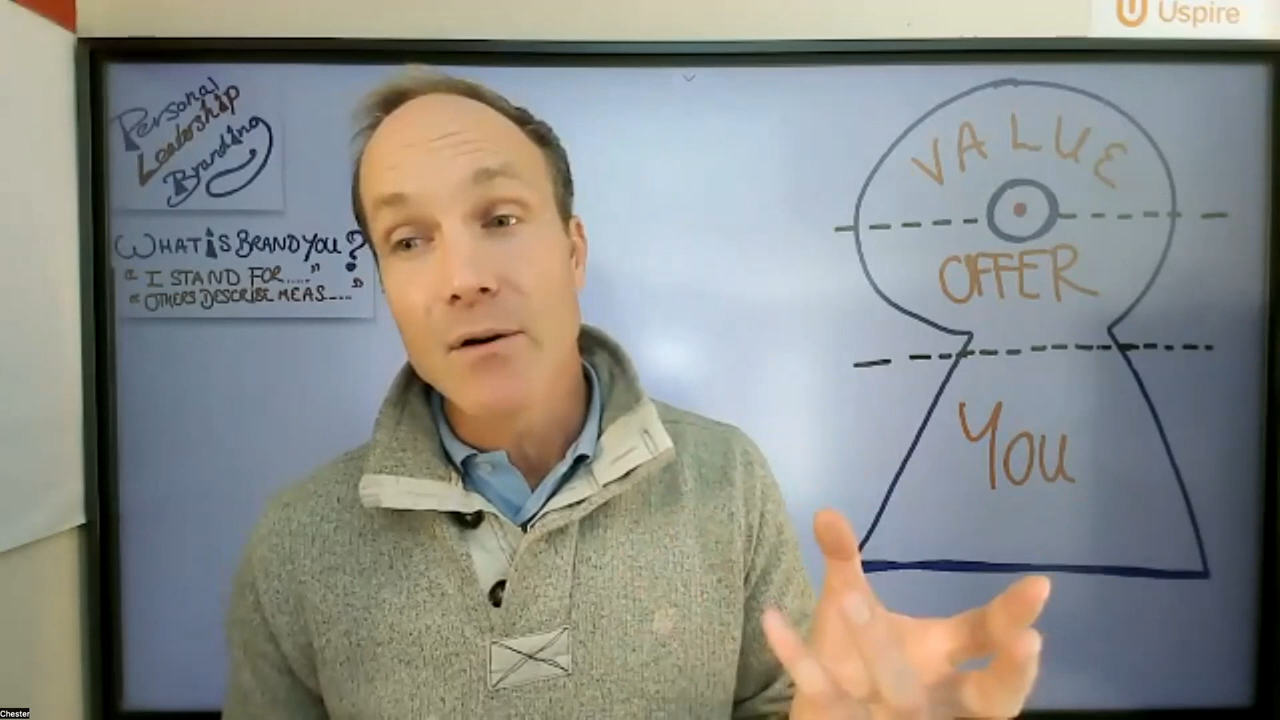 Uspire
Personal
Leadership
Branding
WHAT IS BRAND YOU?
"I STAND FOR....."
"OTHERS DESCRIBE ME AS....."
VALUE
OFFER
You
Chester